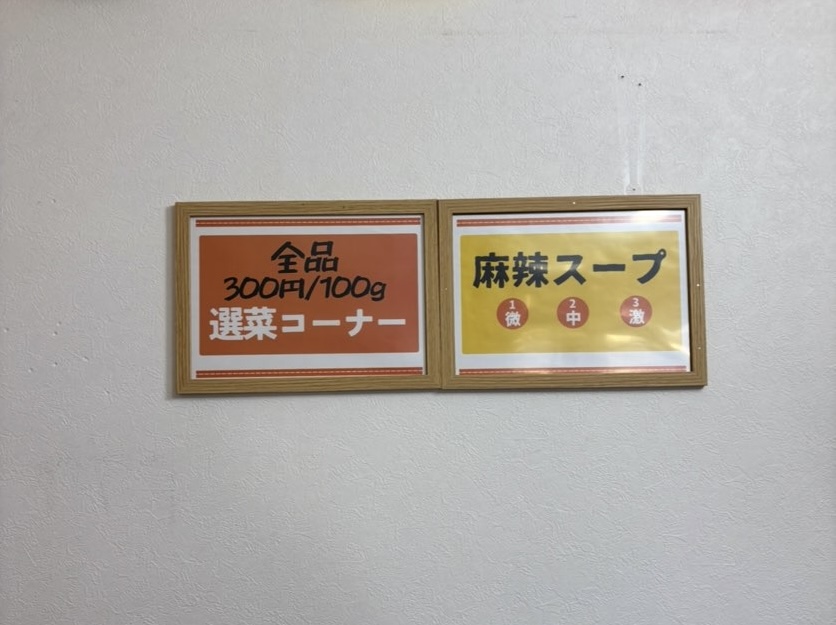 全品
300円/100g
選菜コーナー
麻辣スープ
1 2 3
微 中 激